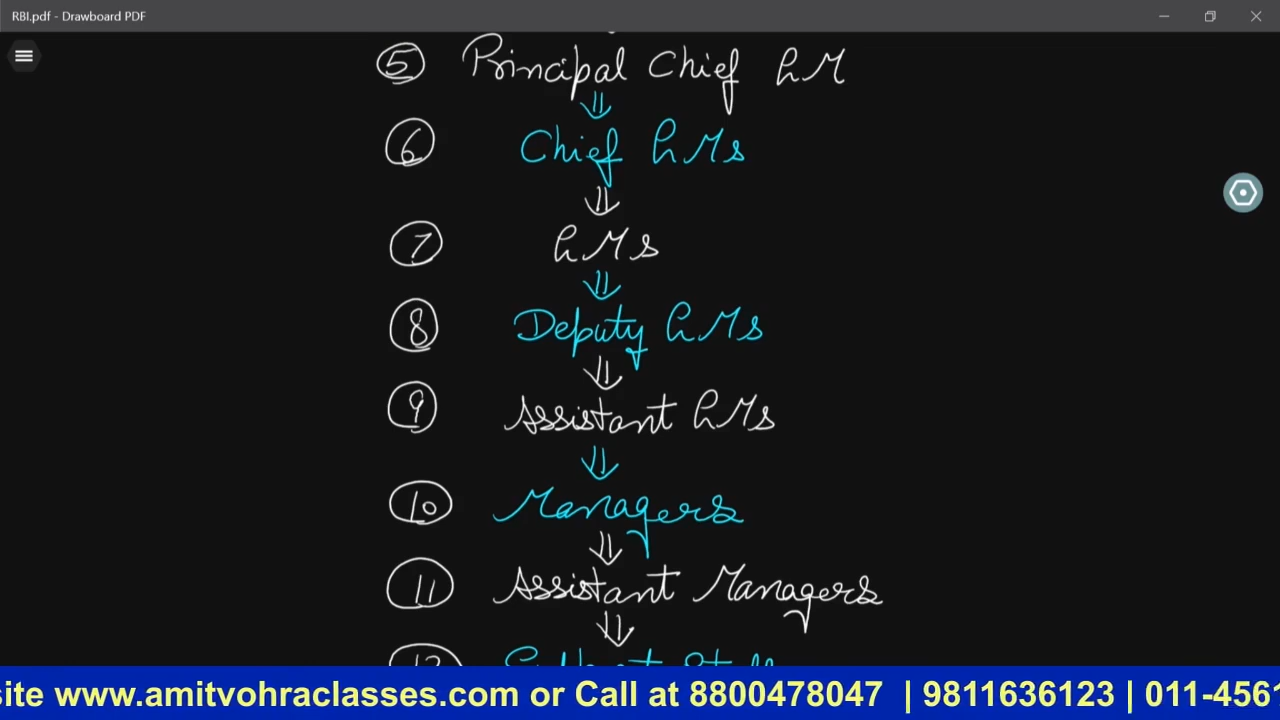 RBI.pdf - Drawboard PDF
5 Principal Chief GM
6 Chief GMs
7 GMs
8 Deputy GMs
9 Assistant GMs
10 Managers
11 Assistant Managers
12
site www.amitvohraclasses.com or Call at 8800478047 | 9811636123 | 011-4561